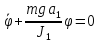 φ̇ + mga₁/J₁ φ = 0